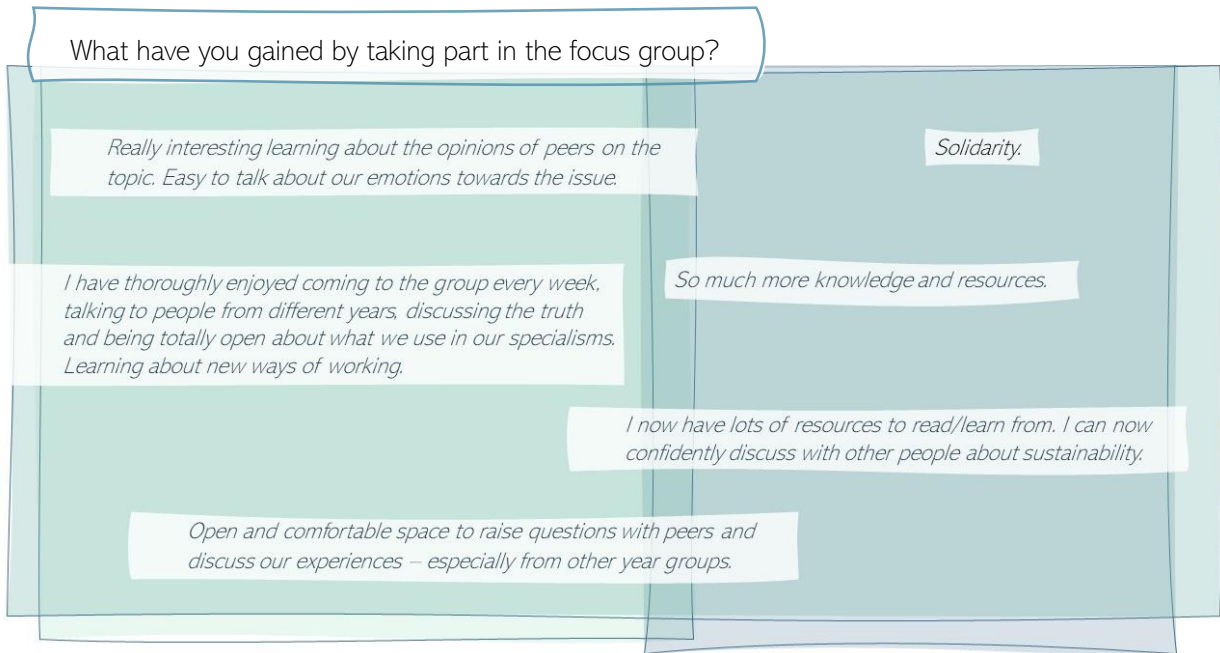 What have you gained by taking part in the focus group?
Really interesting learning about the opinions of peers on the
topic. Easy to talk about our emotions towards the issue.
Solidarity.
I have thoroughly enjoyed coming to the group every week,
talking to people from different years, discussing the truth
and being totally open about what we use in our specialisms.
Learning about new ways of working.
So much more knowledge and resources.
I now have lots of resources to read/learn from. I can now
confidently discuss with other people about sustainability.
Open and comfortable space to raise questions with peers and
discuss our experiences – especially from other year groups.